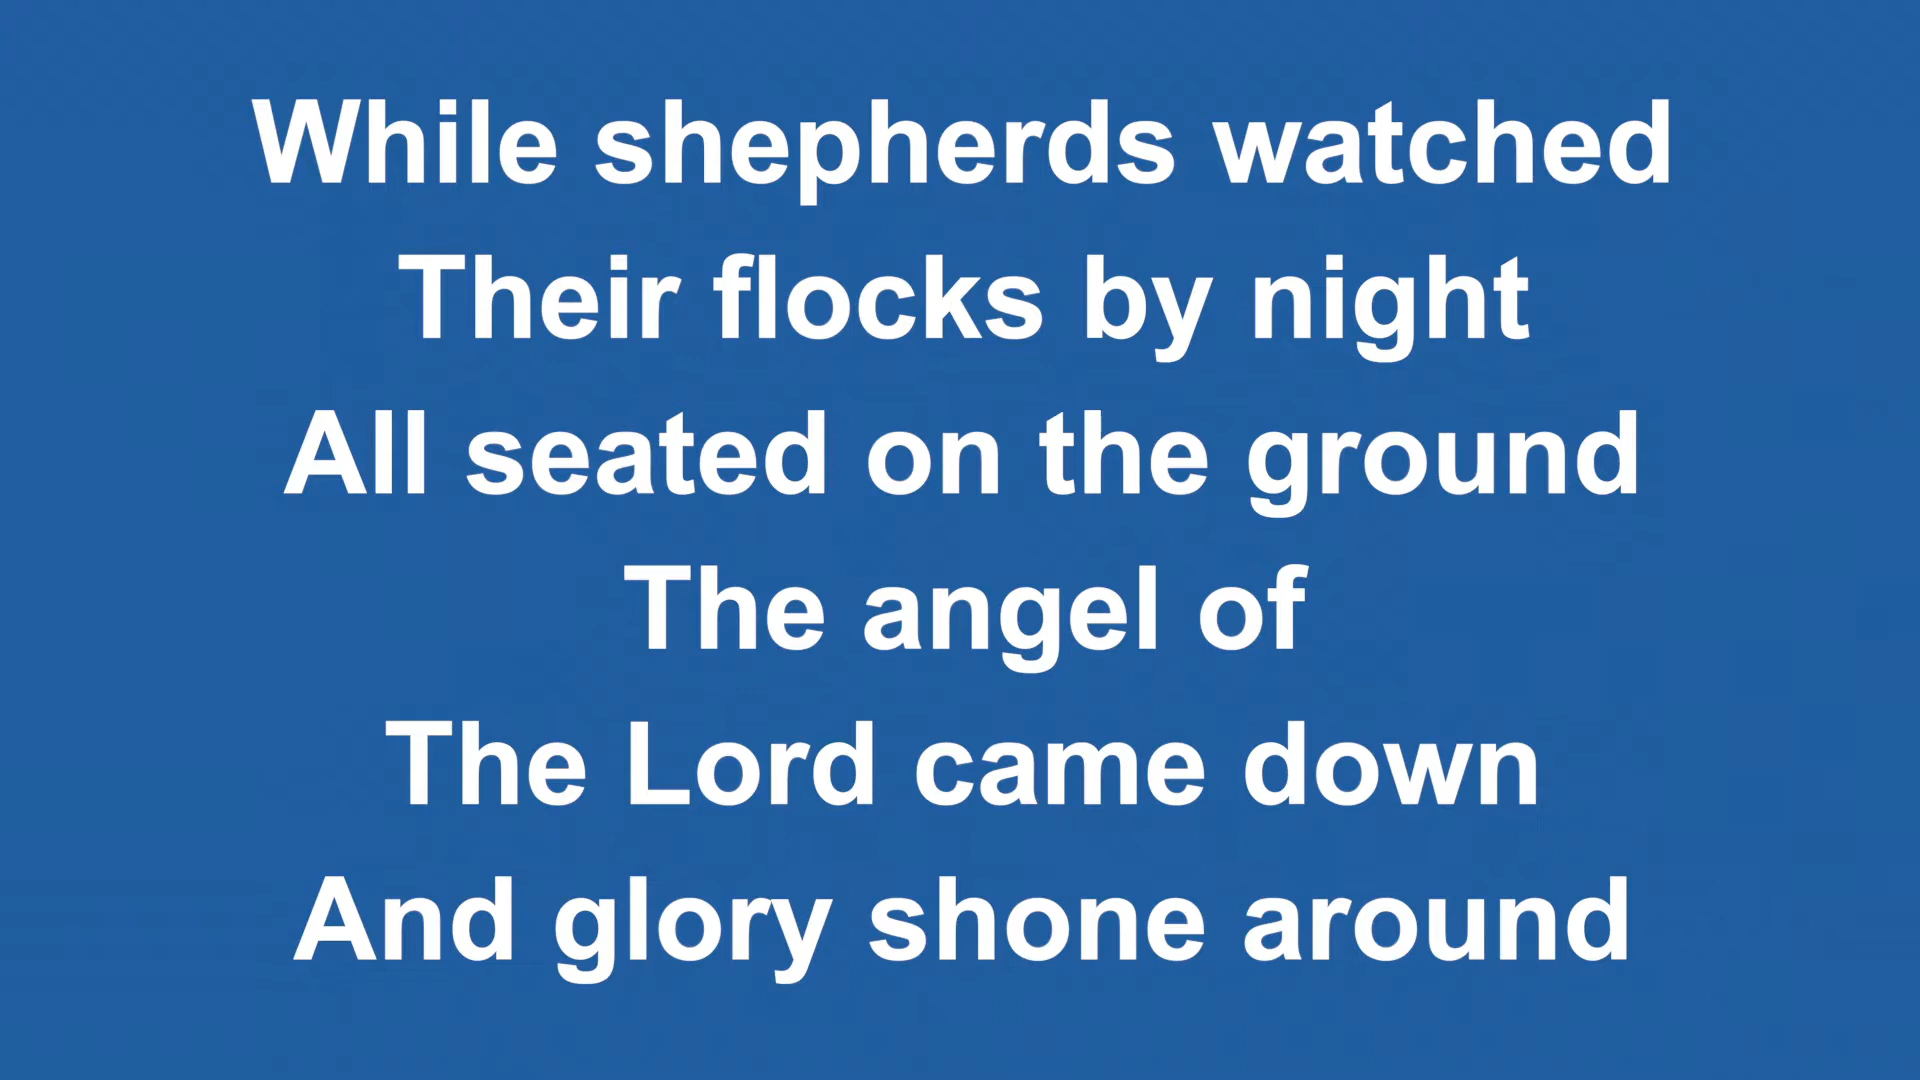 While shepherds watched
Their flocks by night
All seated on the ground
The angel of
The Lord came down
And glory shone around